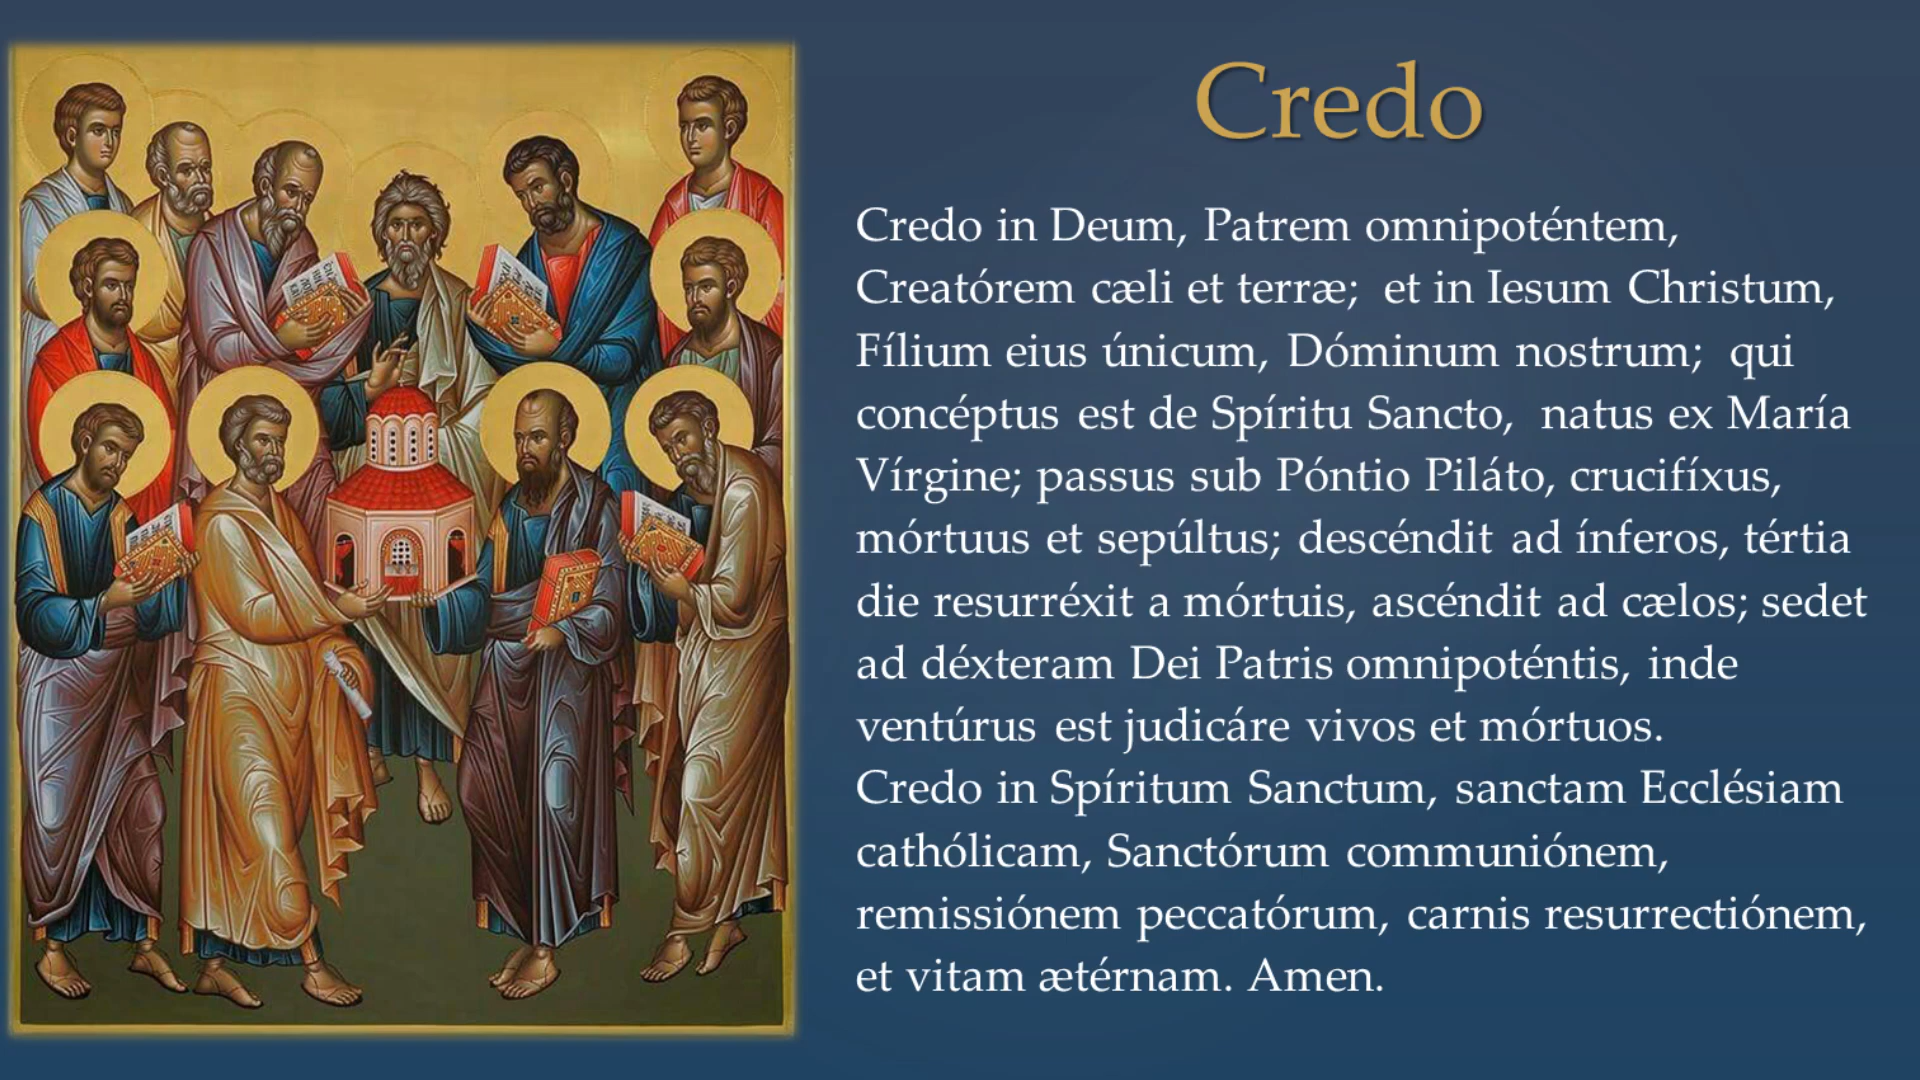 Credo
Credo in Deum, Patrem omnipoténtem,
Creatórem cæli et terræ;  et in Iesum Christum,
Fílium eius únicum, Dóminum nostrum;  qui
concéptus est de Spíritu Sancto,  natus ex María
Vírgine; passus sub Póntio Piláto, crucifíxus,
mórtuus et sepúltus; descéndit ad ínferos, tértia
die resurréxit a mórtuis, ascéndit ad cælos; sedet
ad déxteram Dei Patris omnipoténtis, inde
ventúrus est judicáre vivos et mórtuos.
Credo in Spíritum Sanctum, sanctam Ecclésiam
cathólicam, Sanctórum communiónem,
remissiónem peccatórum, carnis resurrectiónem,
et vitam ætérnam. Amen.